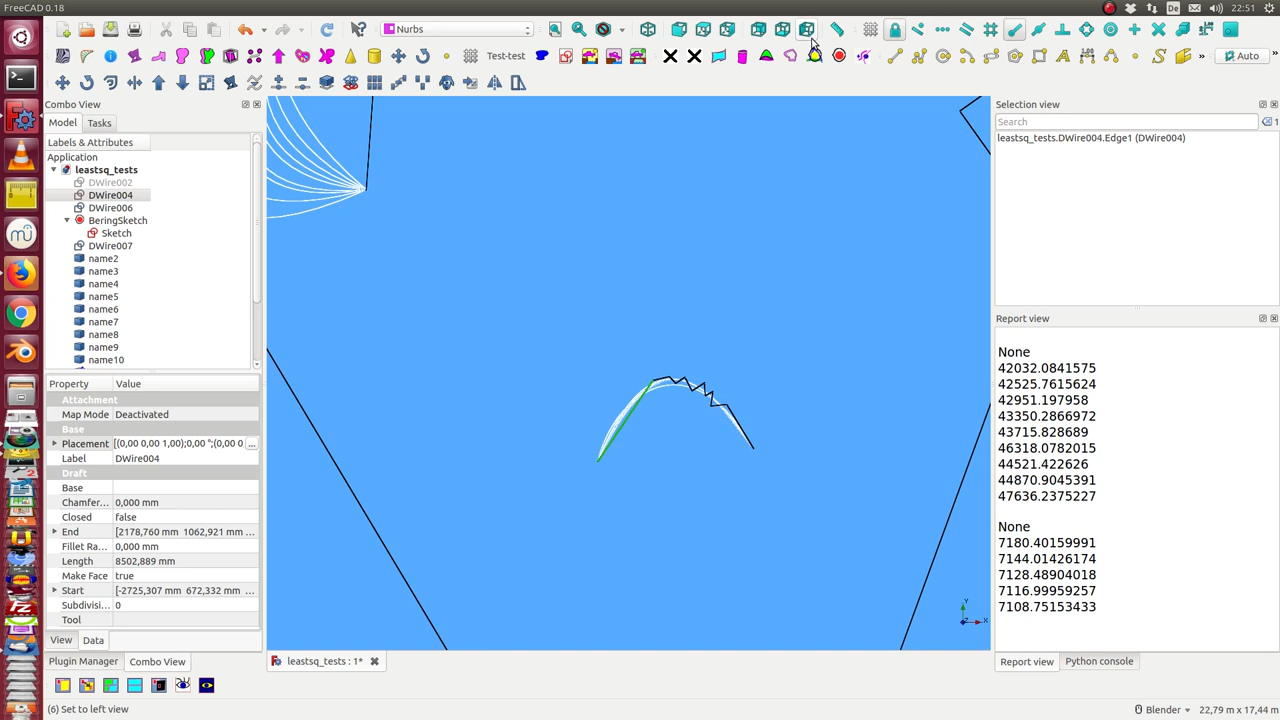 FreeCAD 0.18
De
22:51
Nurbs
Test-test
Auto
Combo View
Model
Tasks
Labels & Attributes
Application
leastsq_tests
DWire002
DWire004
DWire006
BeringSketch
Sketch
DWire007
name2
name3
name4
name5
name6
name7
name8
name9
name10
Property Value
Attachment
Map Mode Deactivated
Base
Placement [(0,00 0,00 1,00);0,00 °;(0,00 0 ...
Label DWire004
Draft
Base
Chamfer... 0,000 mm
Closed false
End [2178,760 mm 1062,921 mm ...
Fillet Ra... 0,000 mm
Length 8502,889 mm
Make Face true
Start [-2725,307 mm 672,332 mm ...
Subdivisi... 0
Tool
View Data
Plugin Manager Combo View
leastsq_tests : 1*
Y
X
Z
Selection view
Search
1
leastsq_tests.DWire004.Edge1 (DWire004)
Report view
None
42032.0841575
42525.7615624
42951.197958
43350.2866972
43715.828689
46318.0782015
44521.422626
44870.9045391
47636.2375227
None
7180.40159991
7144.01426174
7128.48904018
7116.99959257
7108.75153433
Report view Python console
(6) Set to left view
Blender
22,79 m x 17,44 m